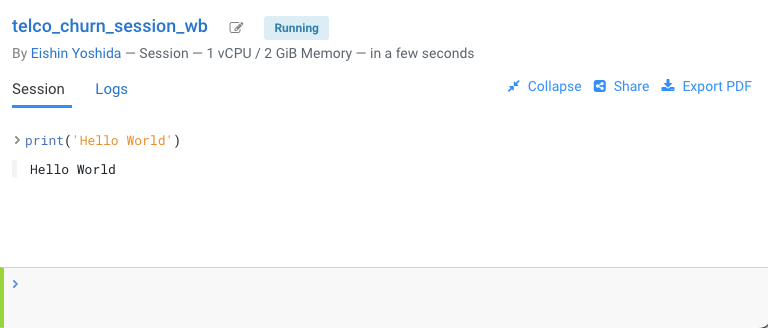 telco_churn_session_wb Running
By Eishin Yoshida — Session — 1 vCPU / 2 GiB Memory — in a few seconds
Session Logs Collapse Share Export PDF
> print('Hello World')
Hello World
>